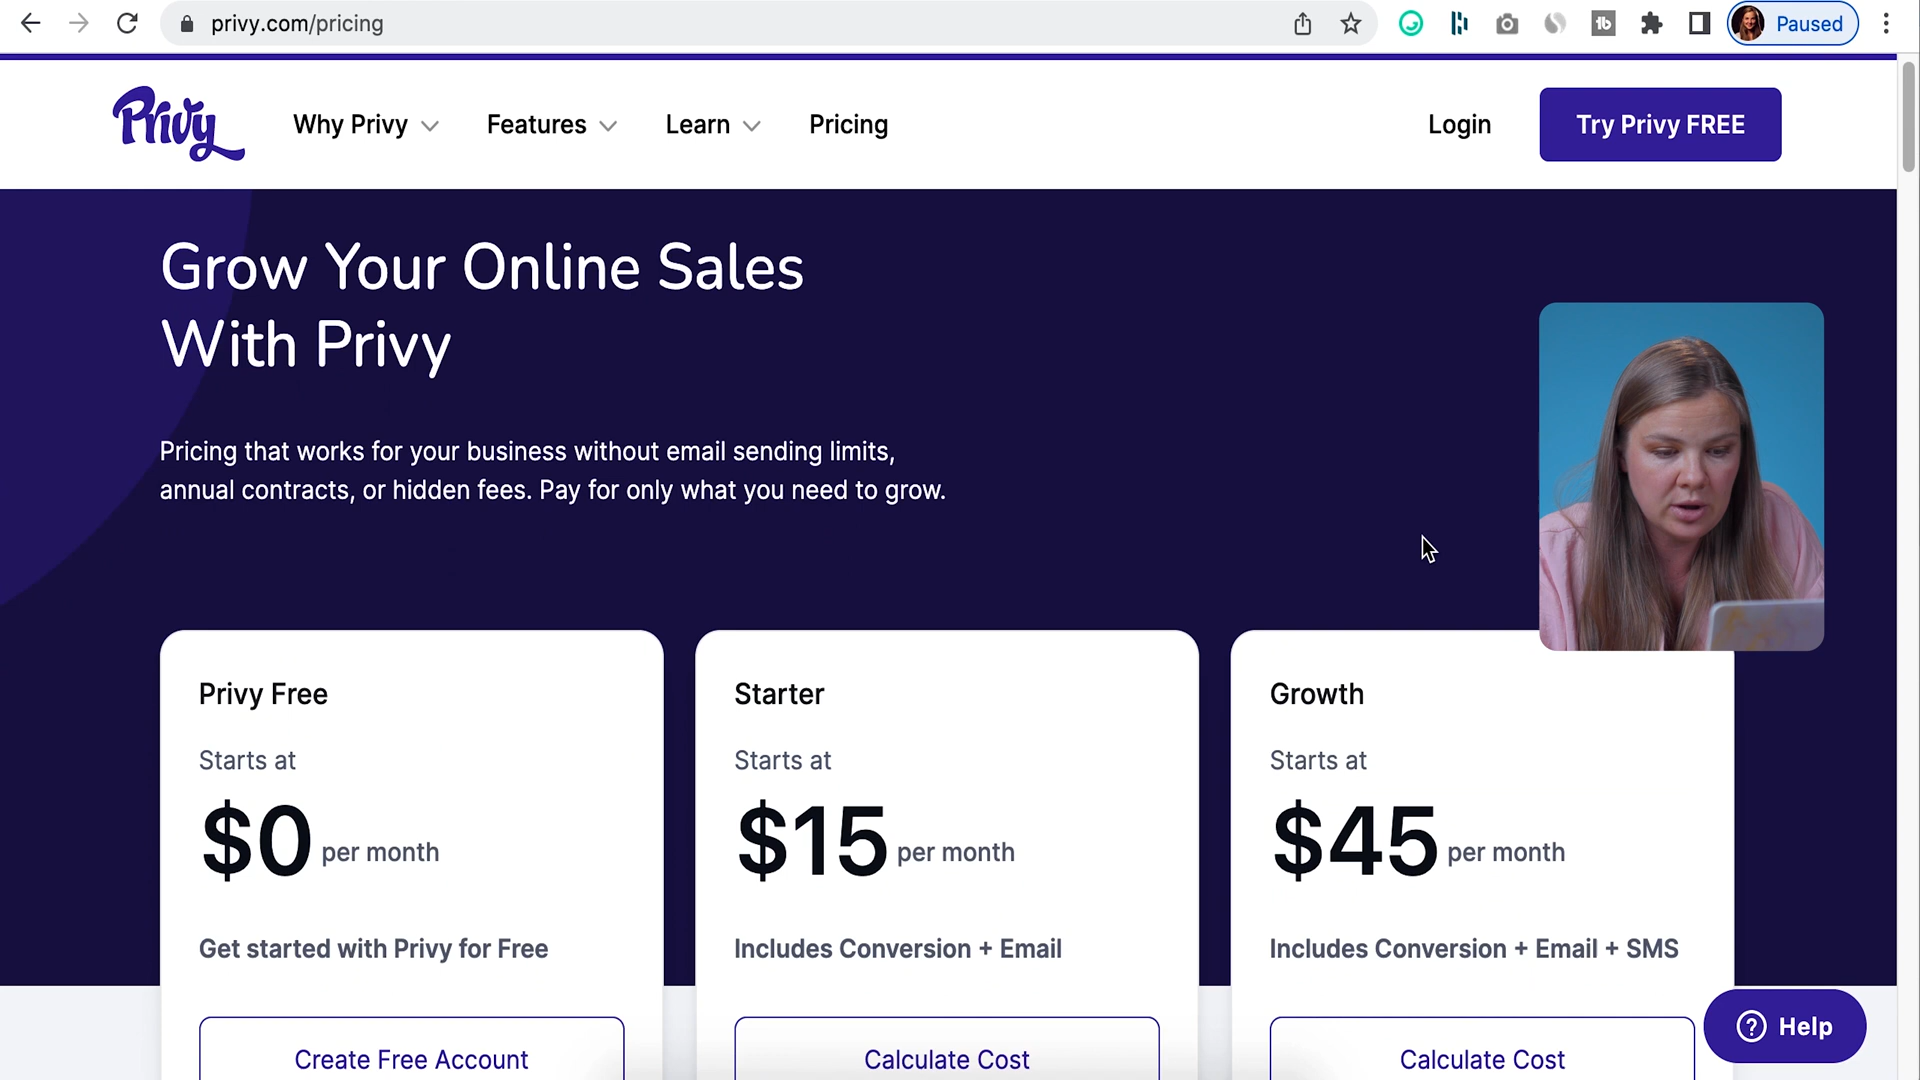 privy.com/pricing
Paused
Privy
Why Privy
Features
Learn
Pricing
Login
Try Privy FREE
Grow Your Online Sales
With Privy
Pricing that works for your business without email sending limits,
annual contracts, or hidden fees. Pay for only what you need to grow.
Privy Free
Starts at
$0 per month
Get started with Privy for Free
Create Free Account
Starter
Starts at
$15 per month
Includes Conversion + Email
Calculate Cost
Growth
Starts at
$45 per month
Includes Conversion + Email + SMS
Calculate Cost
? Help